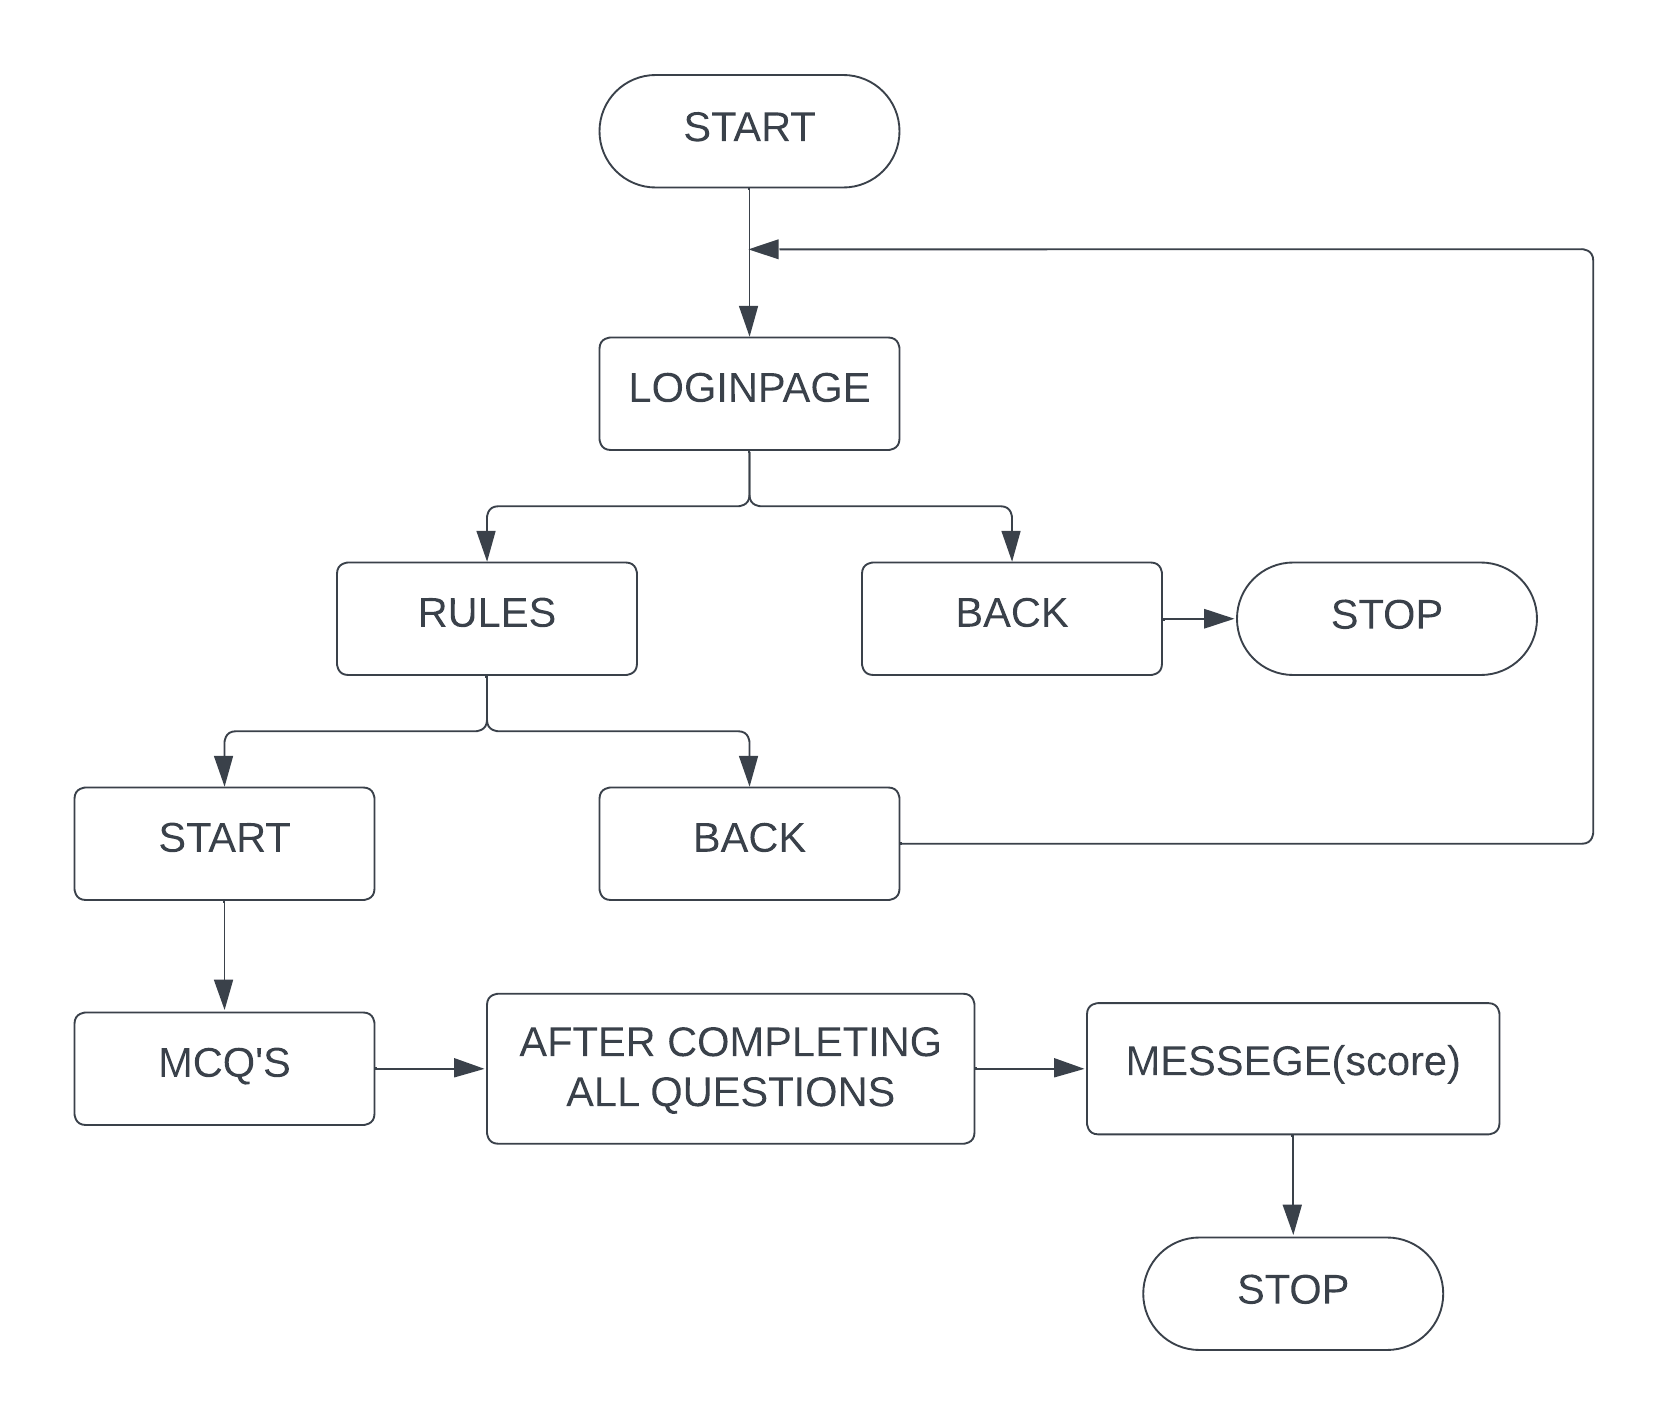 START
LOGINPAGE
RULES
BACK
STOP
START
BACK
MCQ'S
AFTER COMPLETING
ALL QUESTIONS
MESSEGE(score)
STOP